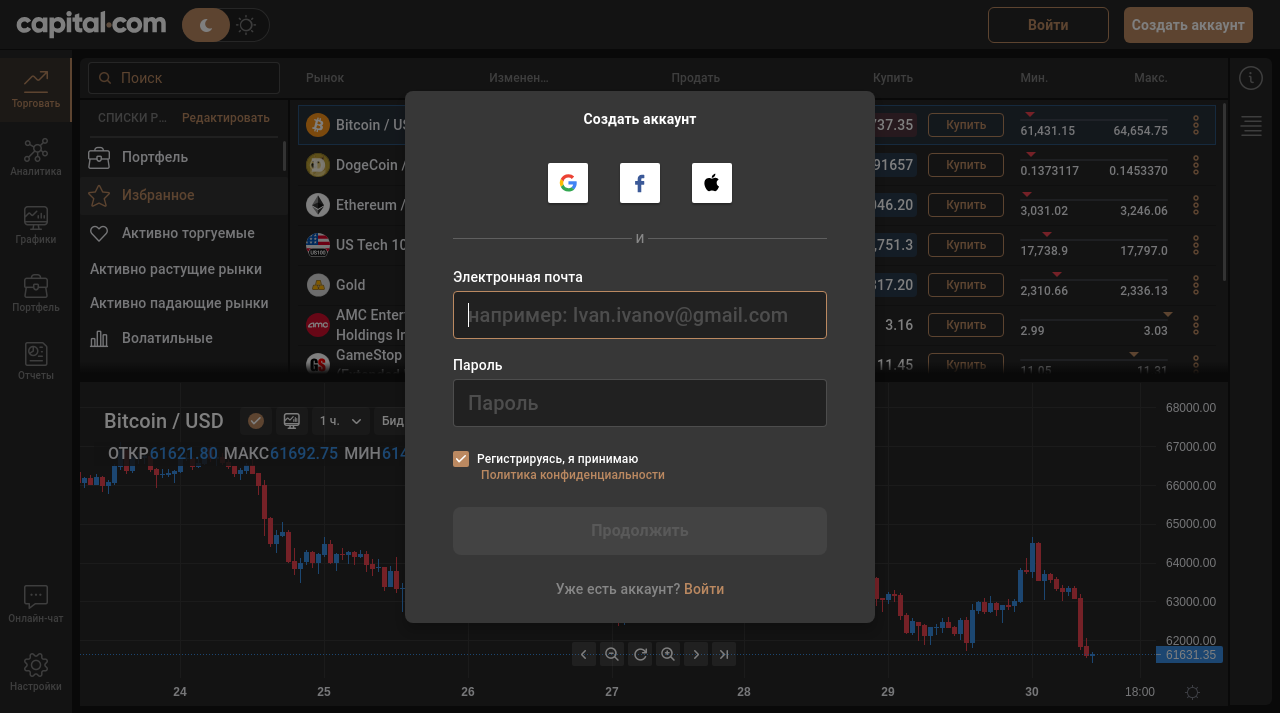 capital.com
Войти
Создать аккаунт
Торговать
Аналитика
Графики
Портфель
Отчеты
Онлайн-чат
Настройки
Поиск
СПИСКИ Р...
Редактировать
Портфель
Избранное
Активно торгуемые
Активно растущие рынки
Активно падающие рынки
Волатильные
Рынок
Изменен...
Продать
Купить
Мин.
Макс.
Bitcoin / US
737.35
Купить
61,431.15
64,654.75
DogeCoin /
91657
Купить
0.1373117
0.1453370
Ethereum /
046.20
Купить
3,031.02
3,246.06
US100
US Tech 10
,751.3
Купить
17,738.9
17,797.0
Gold
317.20
Купить
2,310.66
2,336.13
amc
AMC Enter
Holdings In
3.16
Купить
2.99
3.03
GameStop
11.45
Купить
11.05
11.31
Создать аккаунт
И
Электронная почта
например: Ivan.ivanov@gmail.com
Пароль
Пароль
Регистрируясь, я принимаю
Политика конфиденциальности
Продолжить
Уже есть аккаунт? Войти
Bitcoin / USD
1 ч.
Бид
ОТКР61621.80 МАКС61692.75 МИН614
68000.00
67000.00
66000.00
65000.00
64000.00
63000.00
62000.00
61631.35
24
25
26
27
28
29
30
18:00